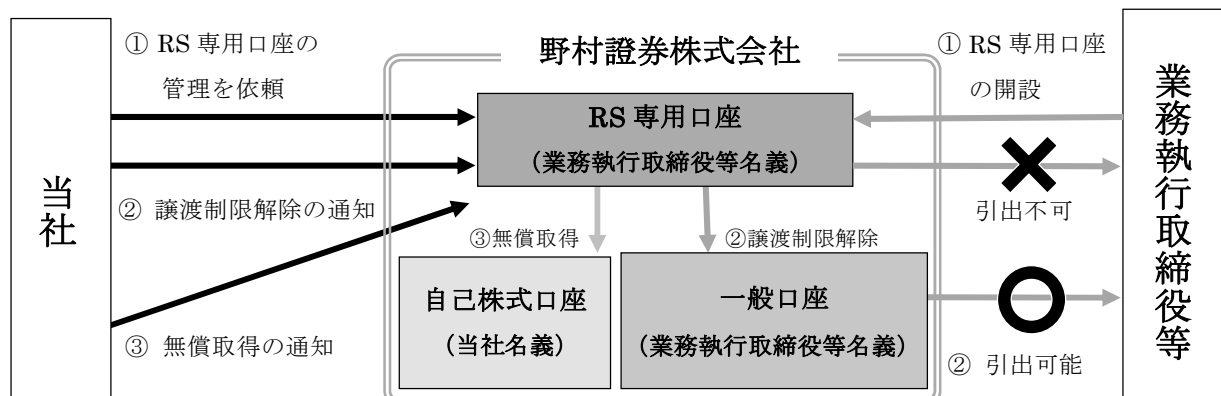 当社
① RS 専用口座の
管理を依頼
② 譲渡制限解除の通知
③ 無償取得の通知
野村證券株式会社
RS 専用口座
（業務執行取締役等名義）
③無償取得
②譲渡制限解除
自己株式口座
（当社名義）
一般口座
（業務執行取締役等名義）
① RS 専用口座
の開設
引出不可
② 引出可能
業務執行取締役等